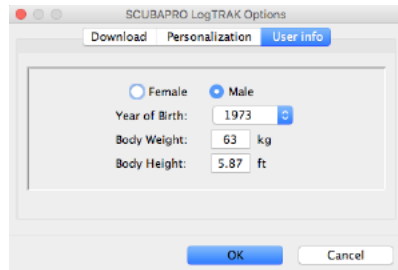 SCUBAPRO LogTRAK Options
Download Personalization User info
Female Male
Year of Birth: 1973
Body Weight: 63 kg
Body Height: 5.87 ft
OK Cancel